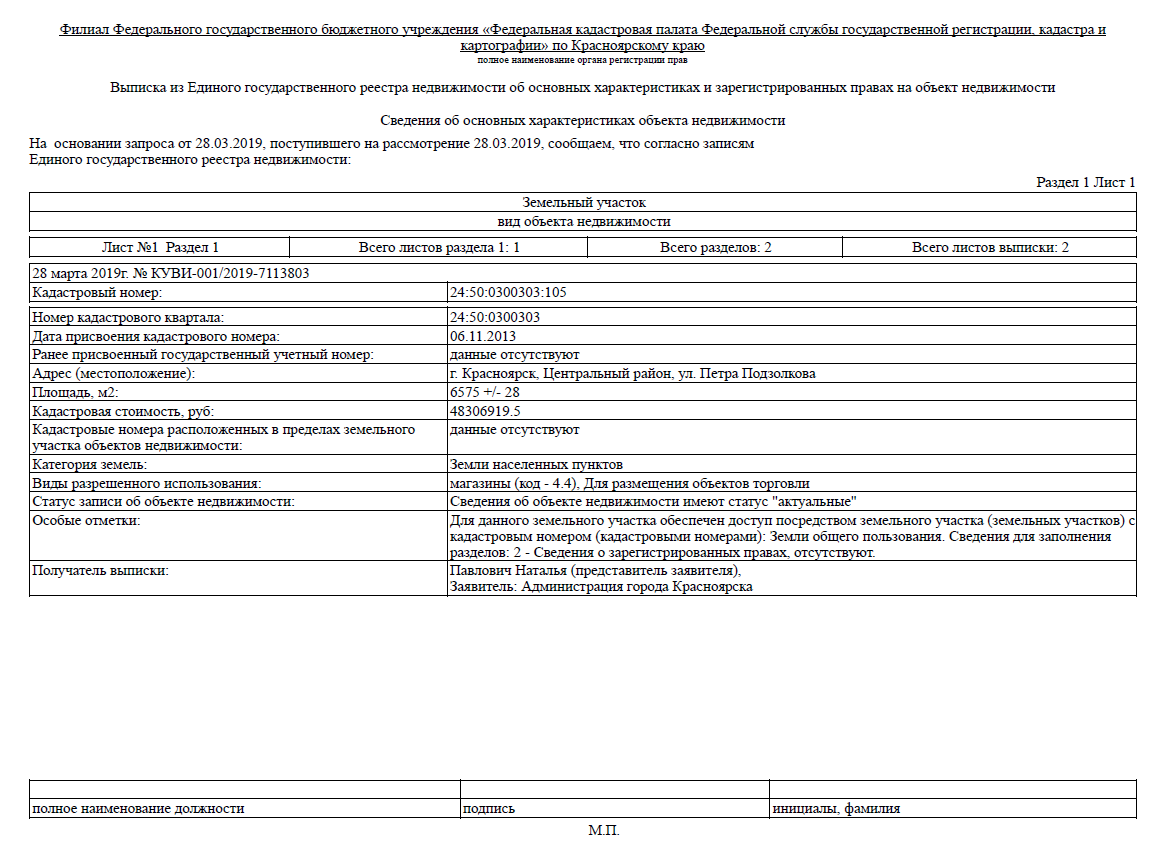 Филиал Федерального государственного бюджетного учреждения «Федеральная кадастровая палата Федеральной службы государственной регистрации, кадастра и
картографии» по Красноярскому краю
полное наименование органа регистрации прав
Выписка из Единого государственного реестра недвижимости об основных характеристиках и зарегистрированных правах на объект недвижимости
Сведения об основных характеристиках объекта недвижимости
На основании запроса от 28.03.2019, поступившего на рассмотрение 28.03.2019, сообщаем, что согласно записям
Единого государственного реестра недвижимости:
Раздел 1 Лист 1
Земельный участок
вид объекта недвижимости
Лист №1 Раздел 1 Всего листов раздела 1: 1 Всего разделов: 2 Всего листов выписки: 2
28 марта 2019г. № КУВИ-001/2019-7113803
Кадастровый номер: 24:50:0300303:105
Номер кадастрового квартала: 24:50:0300303
Дата присвоения кадастрового номера: 06.11.2013
Ранее присвоенный государственный учетный номер: данные отсутствуют
Адрес (местоположение): г. Красноярск, Центральный район, ул. Петра Подзолкова
Площадь, м2: 6575 +/- 28
Кадастровая стоимость, руб: 48306919.5
Кадастровые номера расположенных в пределах земельного данные отсутствуют
участка объектов недвижимости:
Категория земель: Земли населенных пунктов
Виды разрешенного использования: магазины (код - 4.4), Для размещения объектов торговли
Статус записи об объекте недвижимости: Сведения об объекте недвижимости имеют статус "актуальные"
Особые отметки: Для данного земельного участка обеспечен доступ посредством земельного участка (земельных участков) с
кадастровым номером (кадастровыми номерами): Земли общего пользования. Сведения для заполнения
разделов: 2 - Сведения о зарегистрированных правах, отсутствуют.
Получатель выписки: Павлович Наталья (представитель заявителя),
Заявитель: Администрация города Красноярска
полное наименование должности подпись инициалы, фамилия
М.П.